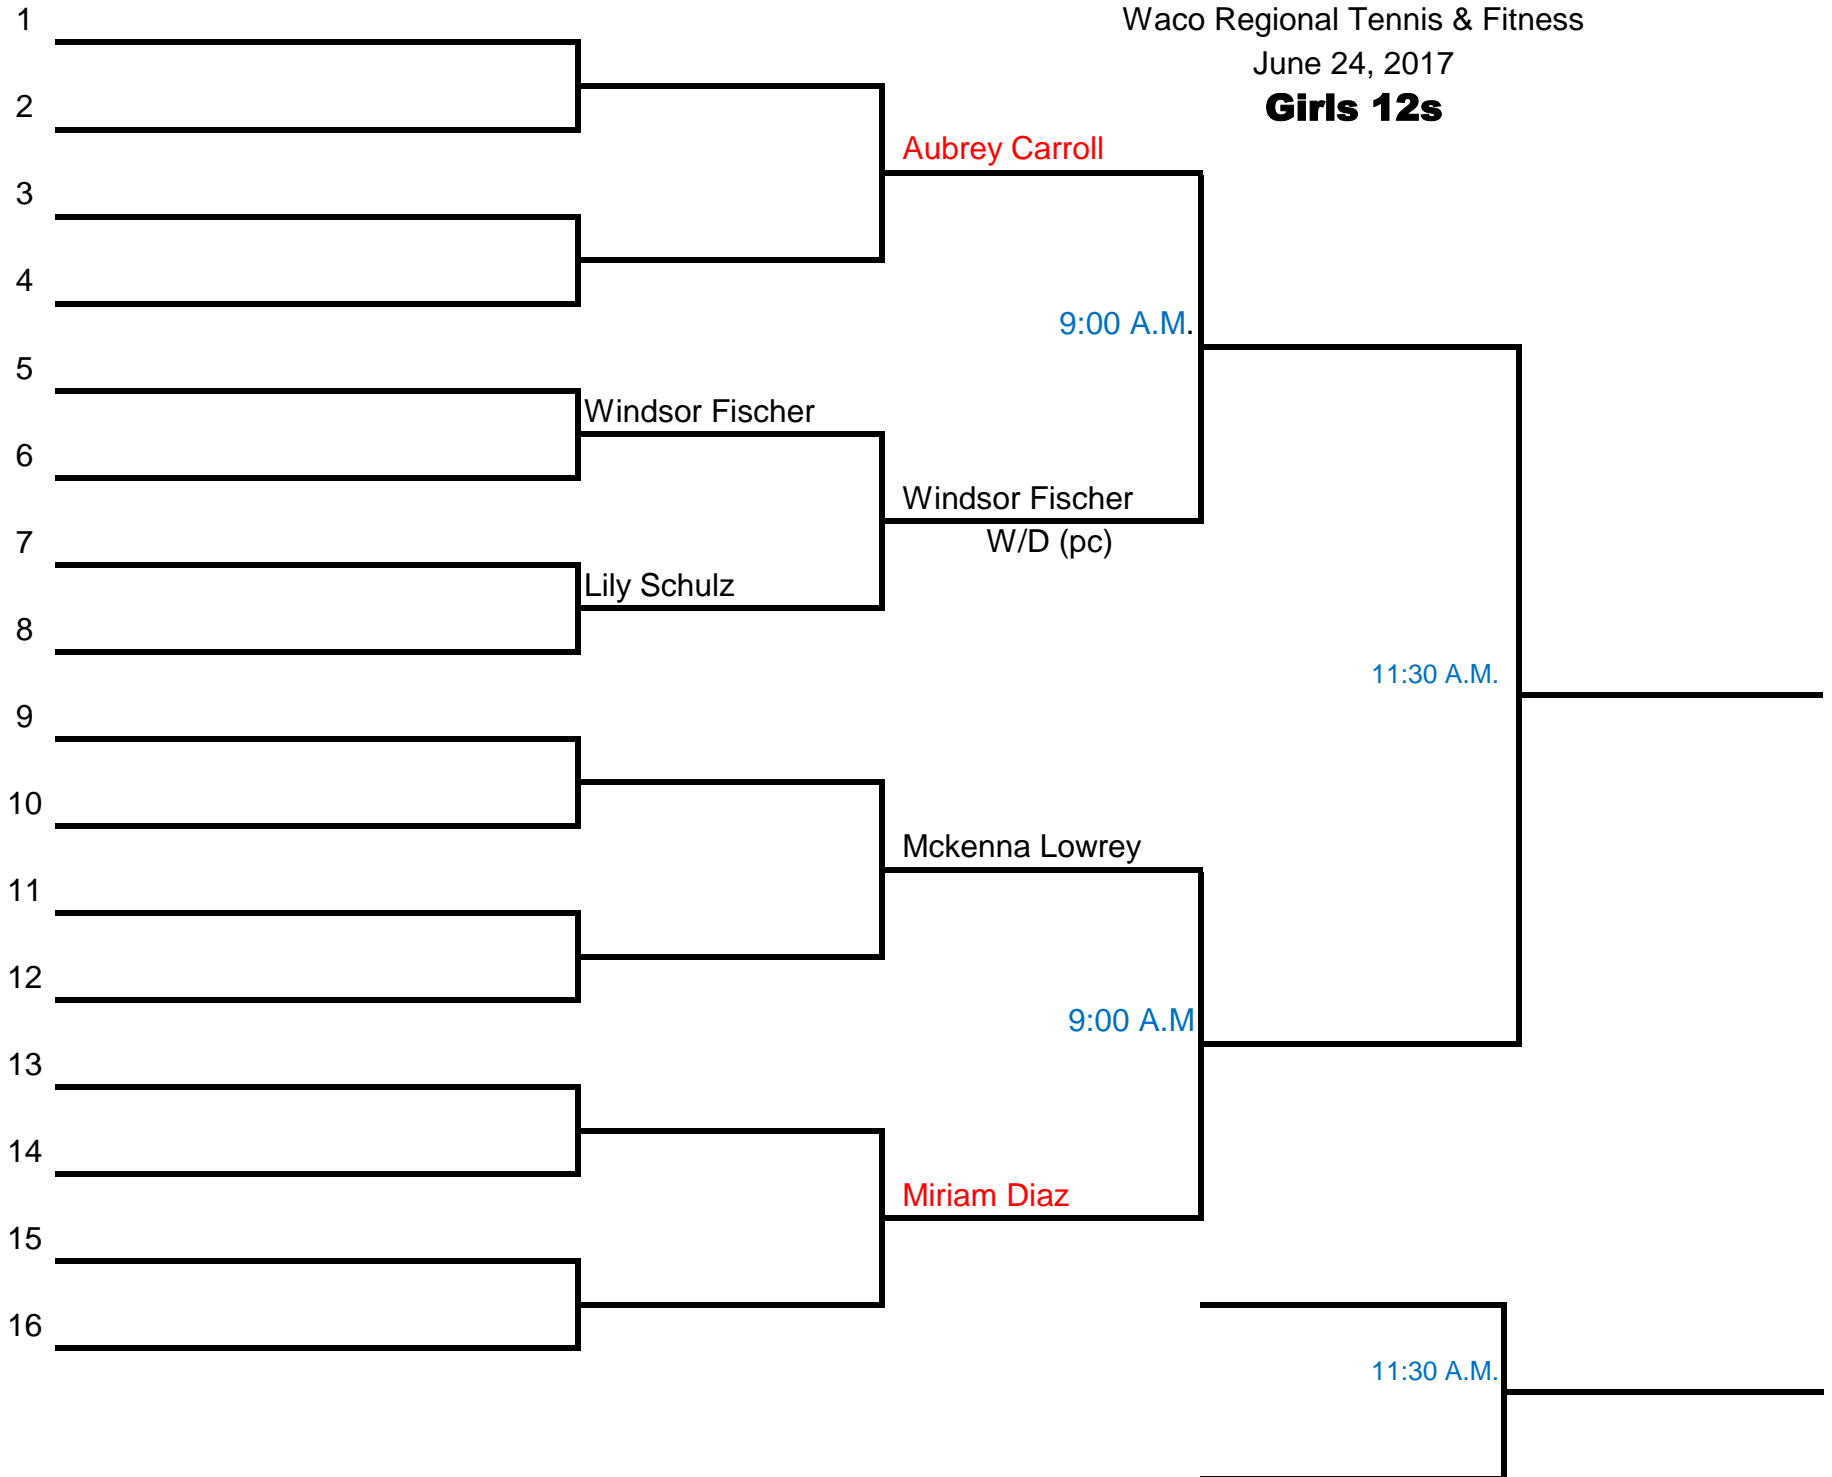 1
Waco Regional Tennis & Fitness
June 24, 2017
2
Girls 12s
Aubrey Carroll
3
4
9:00 A.M.
5
Windsor Fischer
6
Windsor Fischer
7
W/D (pc)
Lily Schulz
8
11:30 A.M.
9
10
Mckenna Lowrey
11
12
9:00 A.M
13
14
Miriam Diaz
15
16
11:30 A.M.